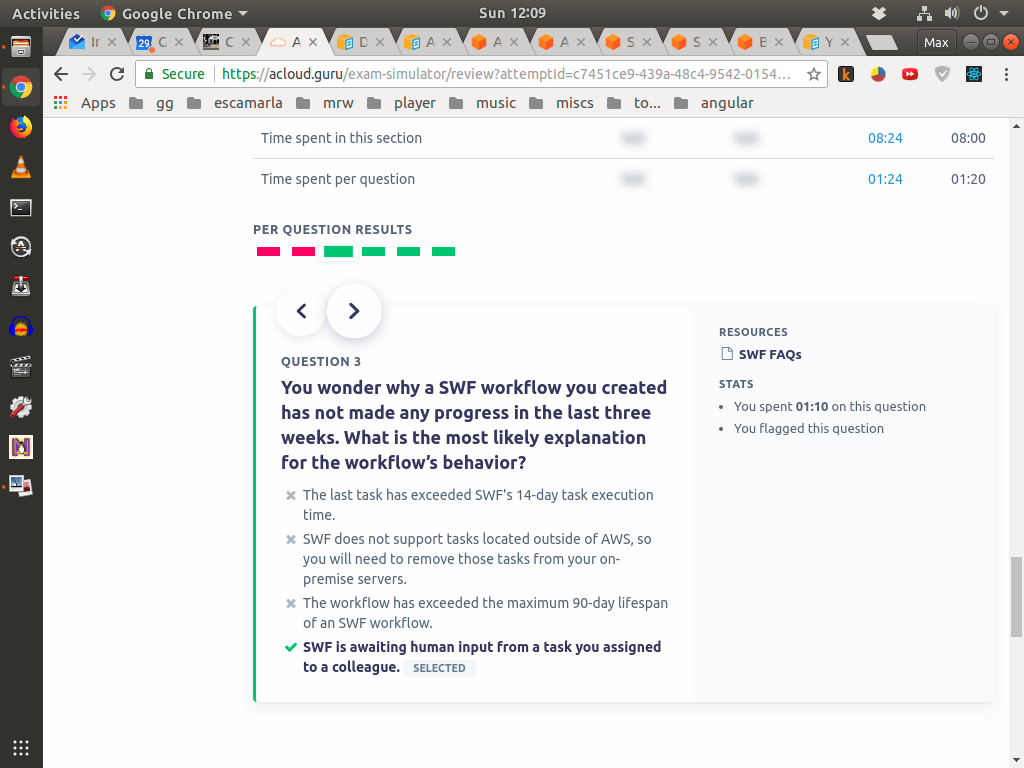 Activities
Google Chrome
Sun 12:09
In
29
C
C
A
D
A
A
A
S
S
B
Y
Max
Secure
https://acloud.guru/exam-simulator/review?attemptId=c7451ce9-439a-48c4-9542-0154...
Apps
gg
escamarla
mrw
player
music
miscs
to...
angular
Time spent in this section
08:24
08:00
Time spent per question
01:24
01:20
PER QUESTION RESULTS
QUESTION 3
You wonder why a SWF workflow you created
has not made any progress in the last three
weeks. What is the most likely explanation
for the workflow’s behavior?
The last task has exceeded SWF's 14-day task execution
time.
SWF does not support tasks located outside of AWS, so
you will need to remove those tasks from your on-
premise servers.
The workflow has exceeded the maximum 90-day lifespan
of an SWF workflow.
SWF is awaiting human input from a task you assigned
to a colleague. SELECTED
RESOURCES
SWF FAQs
STATS
You spent 01:10 on this question
You flagged this question